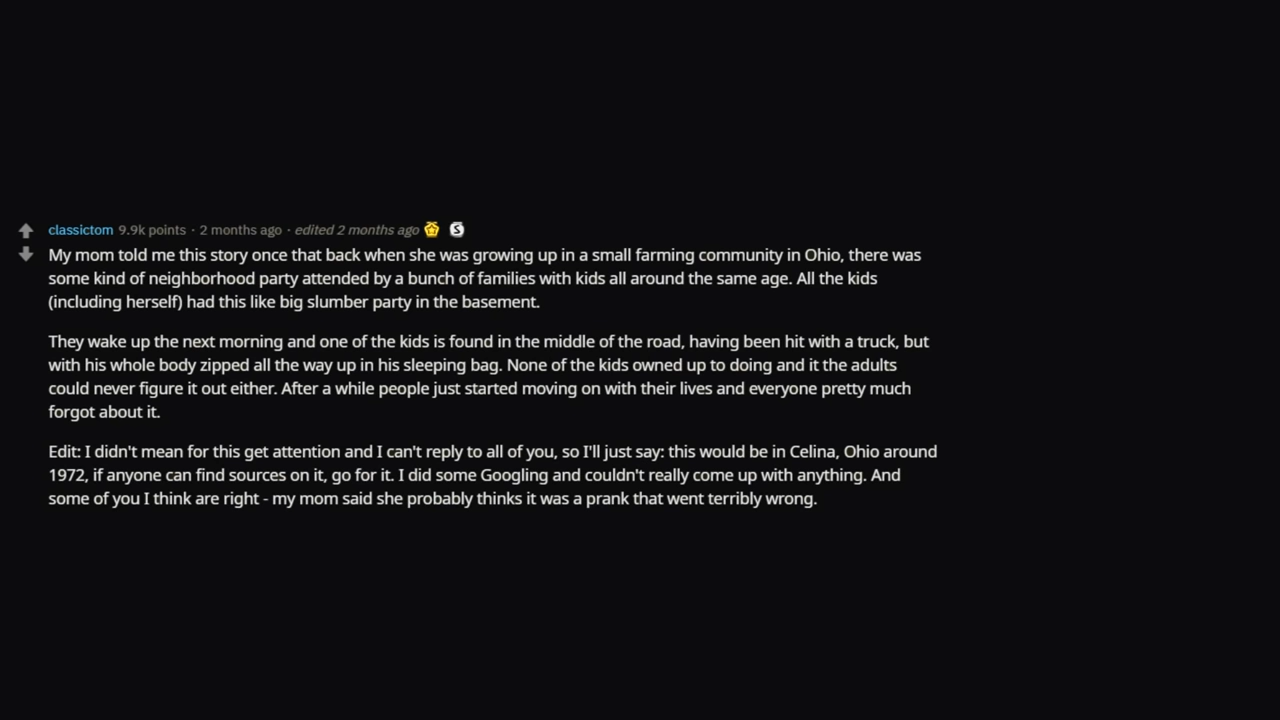 classictom 9.9k points · 2 months ago · edited 2 months ago S
My mom told me this story once that back when she was growing up in a small farming community in Ohio, there was
some kind of neighborhood party attended by a bunch of families with kids all around the same age. All the kids
(including herself) had this like big slumber party in the basement.
They wake up the next morning and one of the kids is found in the middle of the road, having been hit with a truck, but
with his whole body zipped all the way up in his sleeping bag. None of the kids owned up to doing and it the adults
could never figure it out either. After a while people just started moving on with their lives and everyone pretty much
forgot about it.
Edit: I didn't mean for this get attention and I can't reply to all of you, so I'll just say: this would be in Celina, Ohio around
1972, if anyone can find sources on it, go for it. I did some Googling and couldn't really come up with anything. And
some of you I think are right - my mom said she probably thinks it was a prank that went terribly wrong.